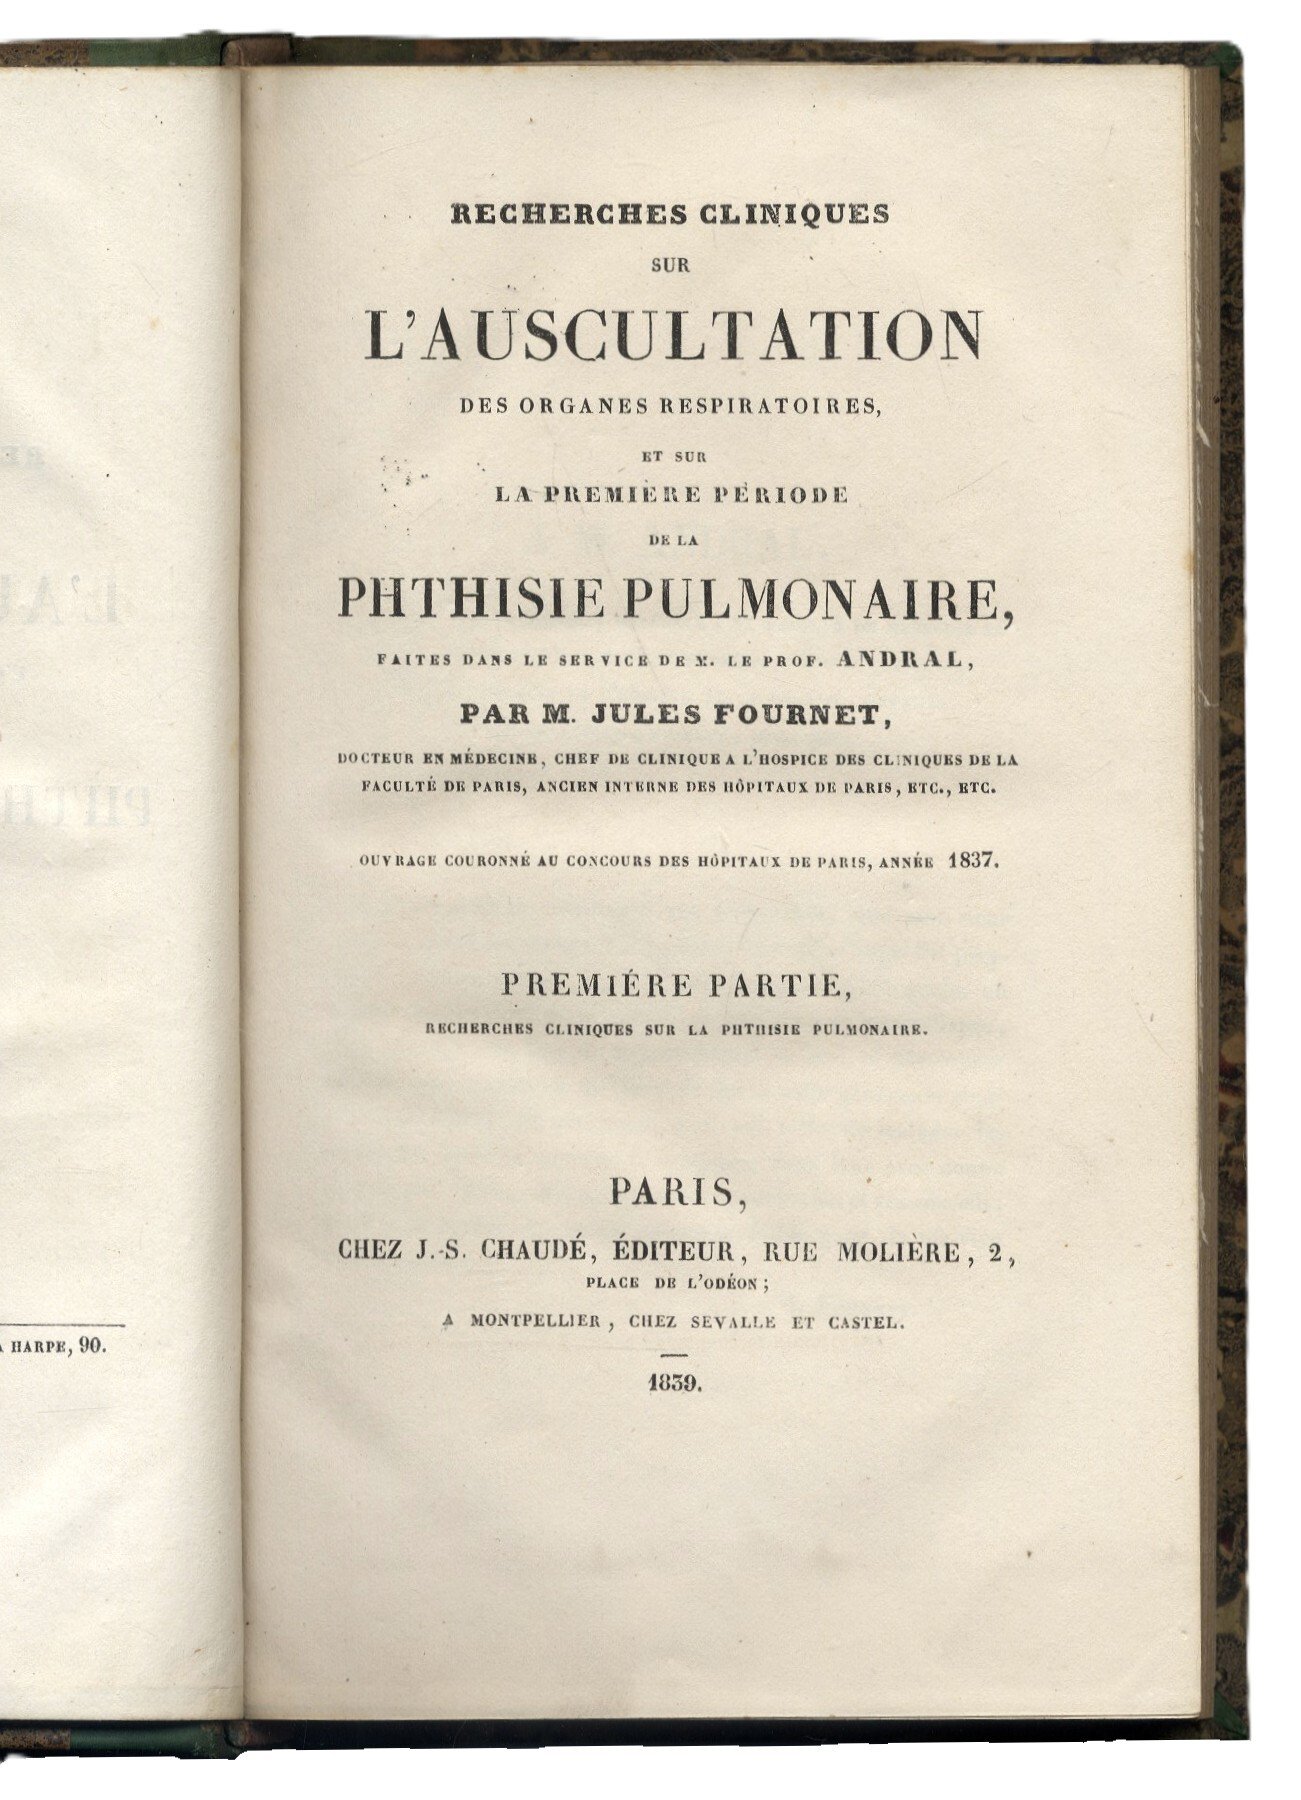 RECHERCHES CLINIQUES
SUR
L'AUSCULTATION
DES ORGANES RESPIRATOIRES,
ET SUR
LA PREMIÈRE PÉRIODE
DE LA
PHTHISIE PULMONAIRE,
FAITES DANS LE SERVICE DE M. LE PROF. ANDRAL,
PAR M. JULES FOURNET,
DOCTEUR EN MÉDECINE, CHEF DE CLINIQUE A L'HOSPICE DES CLINIQUES DE LA
FACULTÉ DE PARIS, ANCIEN INTERNE DES HÔPITAUX DE PARIS, ETC., ETC.
OUVRAGE COURONNÉ AU CONCOURS DES HÔPITAUX DE PARIS, ANNÉE 1837.
PREMIÉRE PARTIE,
RECHERCHES CLINIQUES SUR LA PHTHISIE PULMONAIRE.
PARIS,
CHEZ J.-S. CHAUDÉ, ÉDITEUR, RUE MOLIÈRE, 2,
PLACE DE L'ODÉON;
A MONTPELLIER, CHEZ SEVALLE ET CASTEL.
1839.
HARPE, 90.